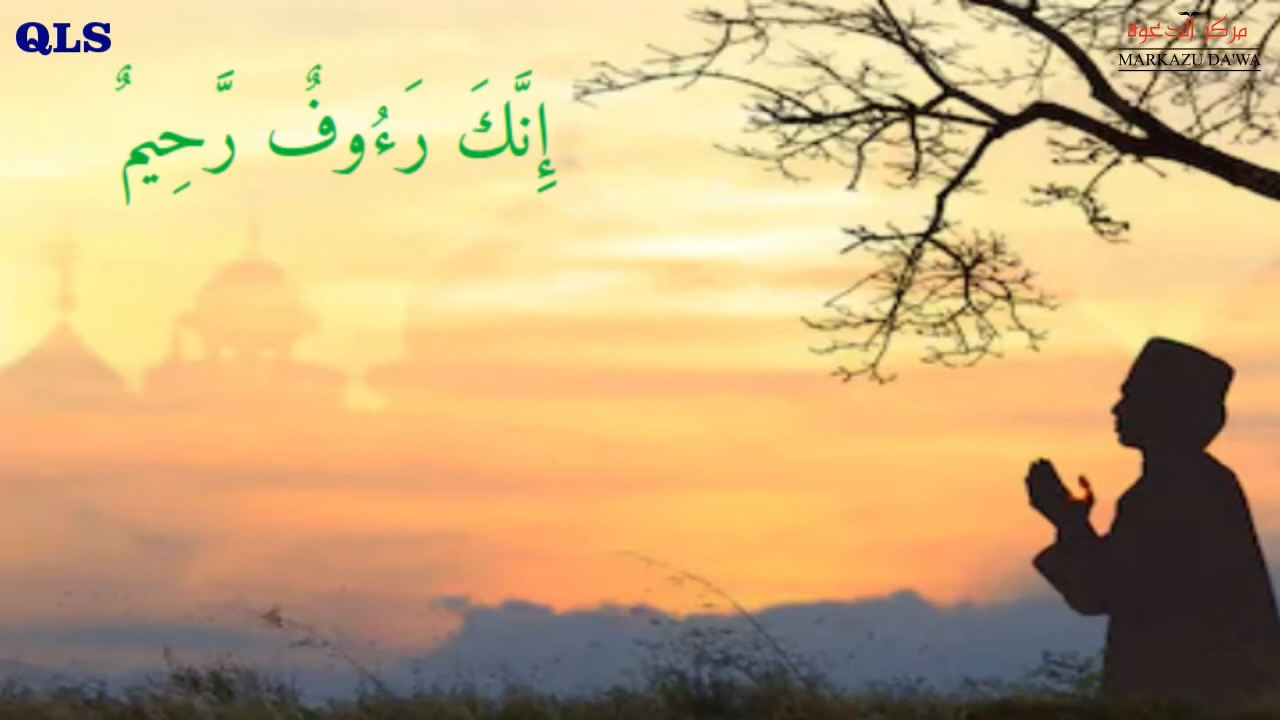 QLS
مركز الدعوة
MARKAZU DA'WA
إِنَّكَ رَءُوفٌ رَّحِيمٌ